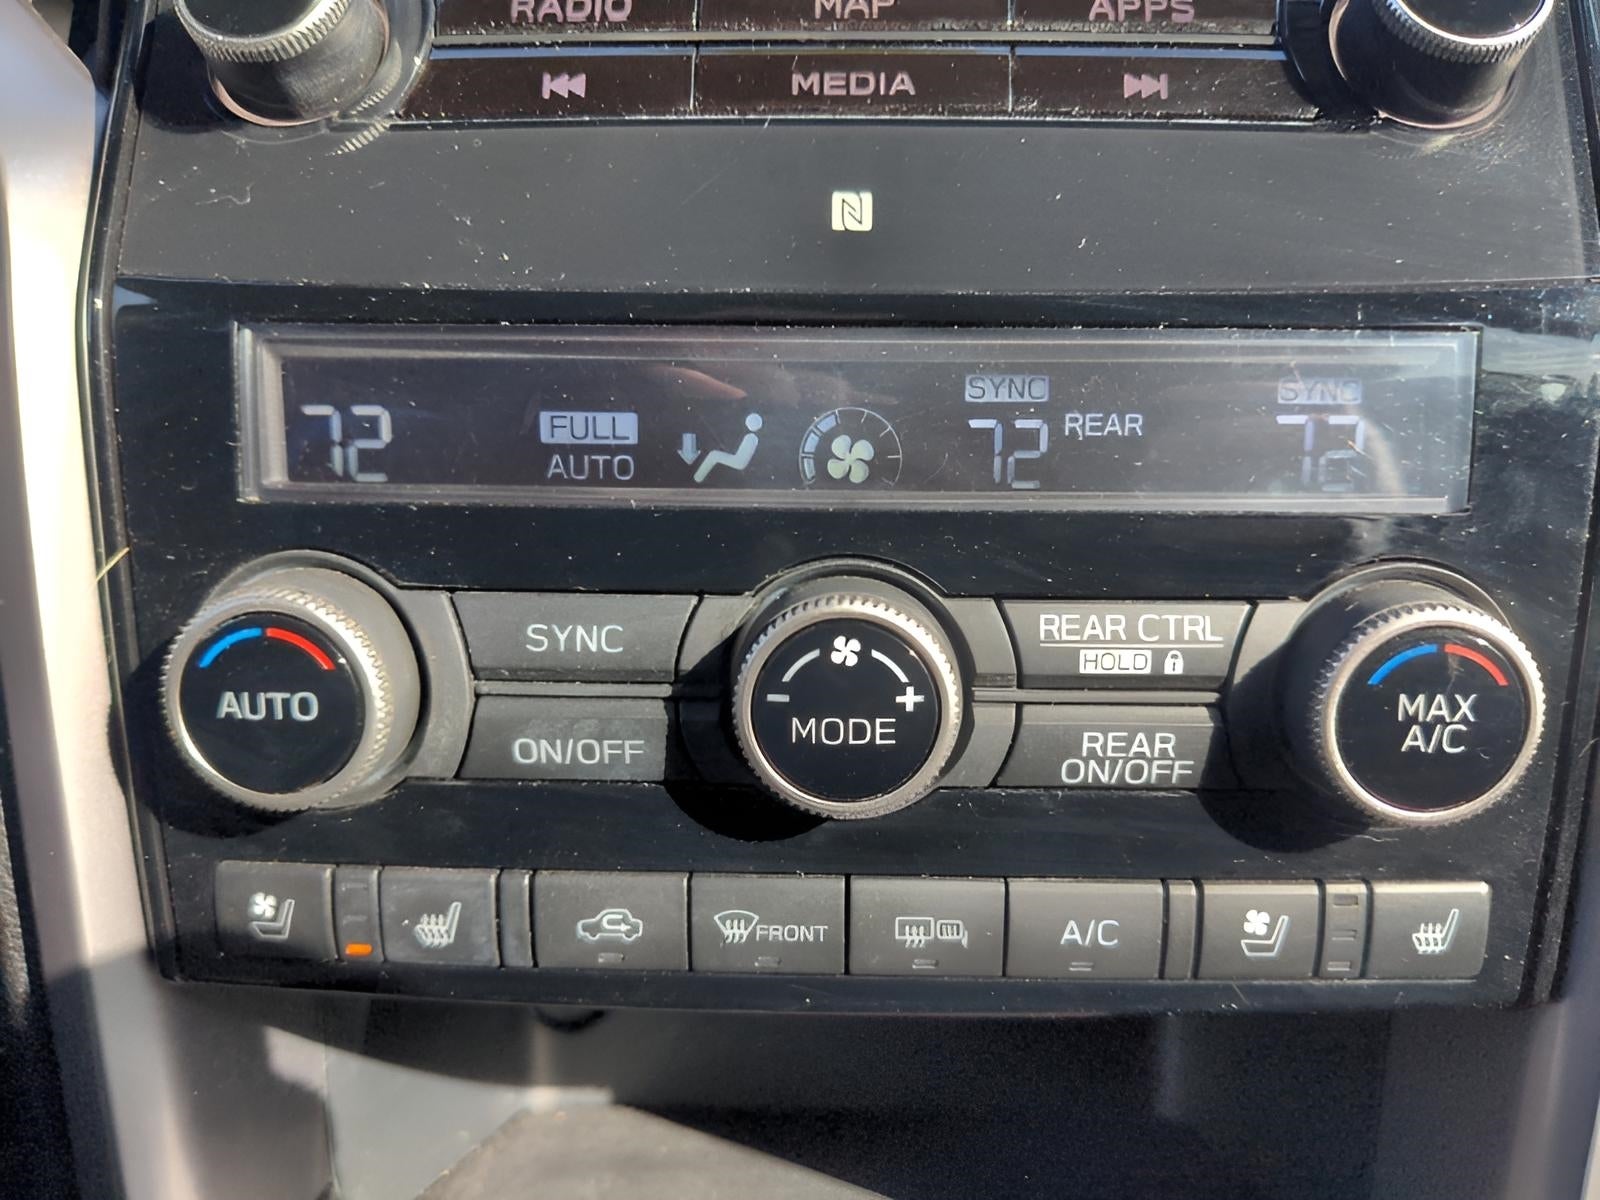 RADIO MAP APPS
MEDIA
SYNC SYNC
72 FULL 72 REAR 72
AUTO
SYNC REAR CTRL
HOLD
AUTO MODE MAX
A/C
ON/OFF REAR
ON/OFF
FRONT A/C